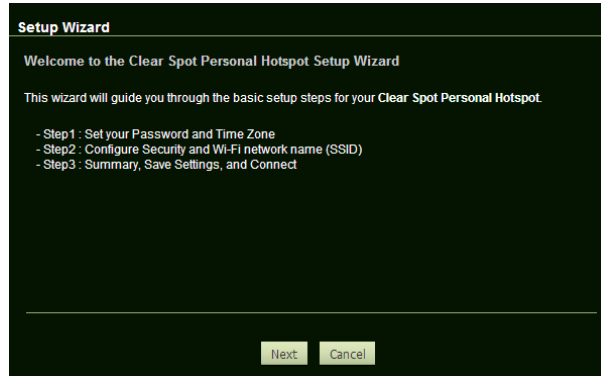 Setup Wizard
Welcome to the Clear Spot Personal Hotspot Setup Wizard
This wizard will guide you through the basic setup steps for your Clear Spot Personal Hotspot.
- Step1 : Set your Password and Time Zone
- Step2 : Configure Security and Wi-Fi network name (SSID)
- Step3 : Summary, Save Settings, and Connect
Next Cancel